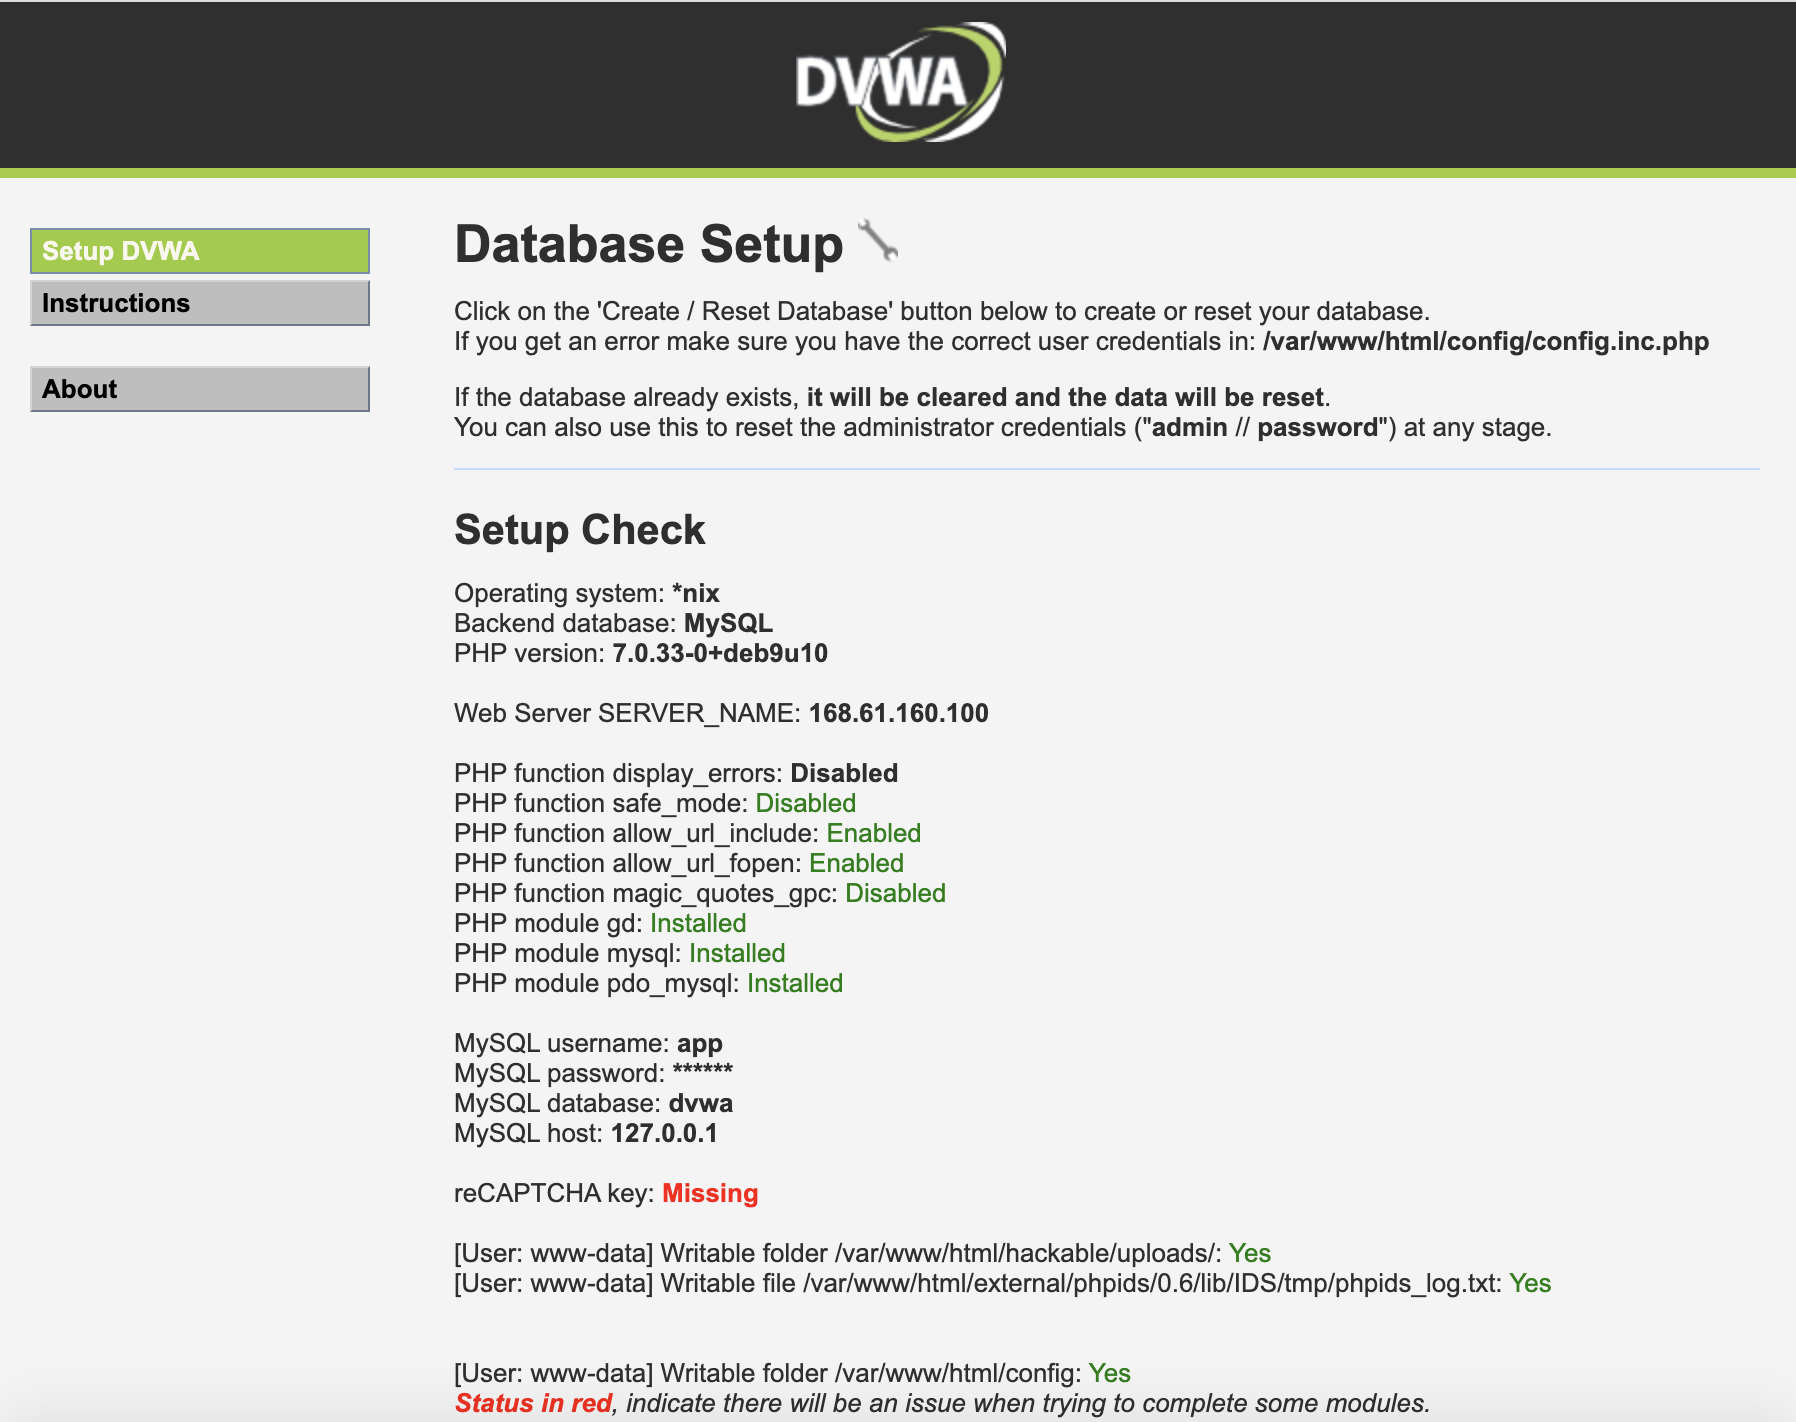 DVWA
Setup DVWA
Instructions
About
Database Setup
Click on the 'Create / Reset Database' button below to create or reset your database.
If you get an error make sure you have the correct user credentials in: /var/www/html/config/config.inc.php
If the database already exists, it will be cleared and the data will be reset.
You can also use this to reset the administrator credentials ("admin // password") at any stage.
Setup Check
Operating system: *nix
Backend database: MySQL
PHP version: 7.0.33-0+deb9u10
Web Server SERVER_NAME: 168.61.160.100
PHP function display_errors: Disabled
PHP function safe_mode: Disabled
PHP function allow_url_include: Enabled
PHP function allow_url_fopen: Enabled
PHP function magic_quotes_gpc: Disabled
PHP module gd: Installed
PHP module mysql: Installed
PHP module pdo_mysql: Installed
MySQL username: app
MySQL password: ******
MySQL database: dvwa
MySQL host: 127.0.0.1
reCAPTCHA key: Missing
[User: www-data] Writable folder /var/www/html/hackable/uploads/: Yes
[User: www-data] Writable file /var/www/html/external/phpids/0.6/lib/IDS/tmp/phpids_log.txt: Yes
[User: www-data] Writable folder /var/www/html/config: Yes
Status in red, indicate there will be an issue when trying to complete some modules.